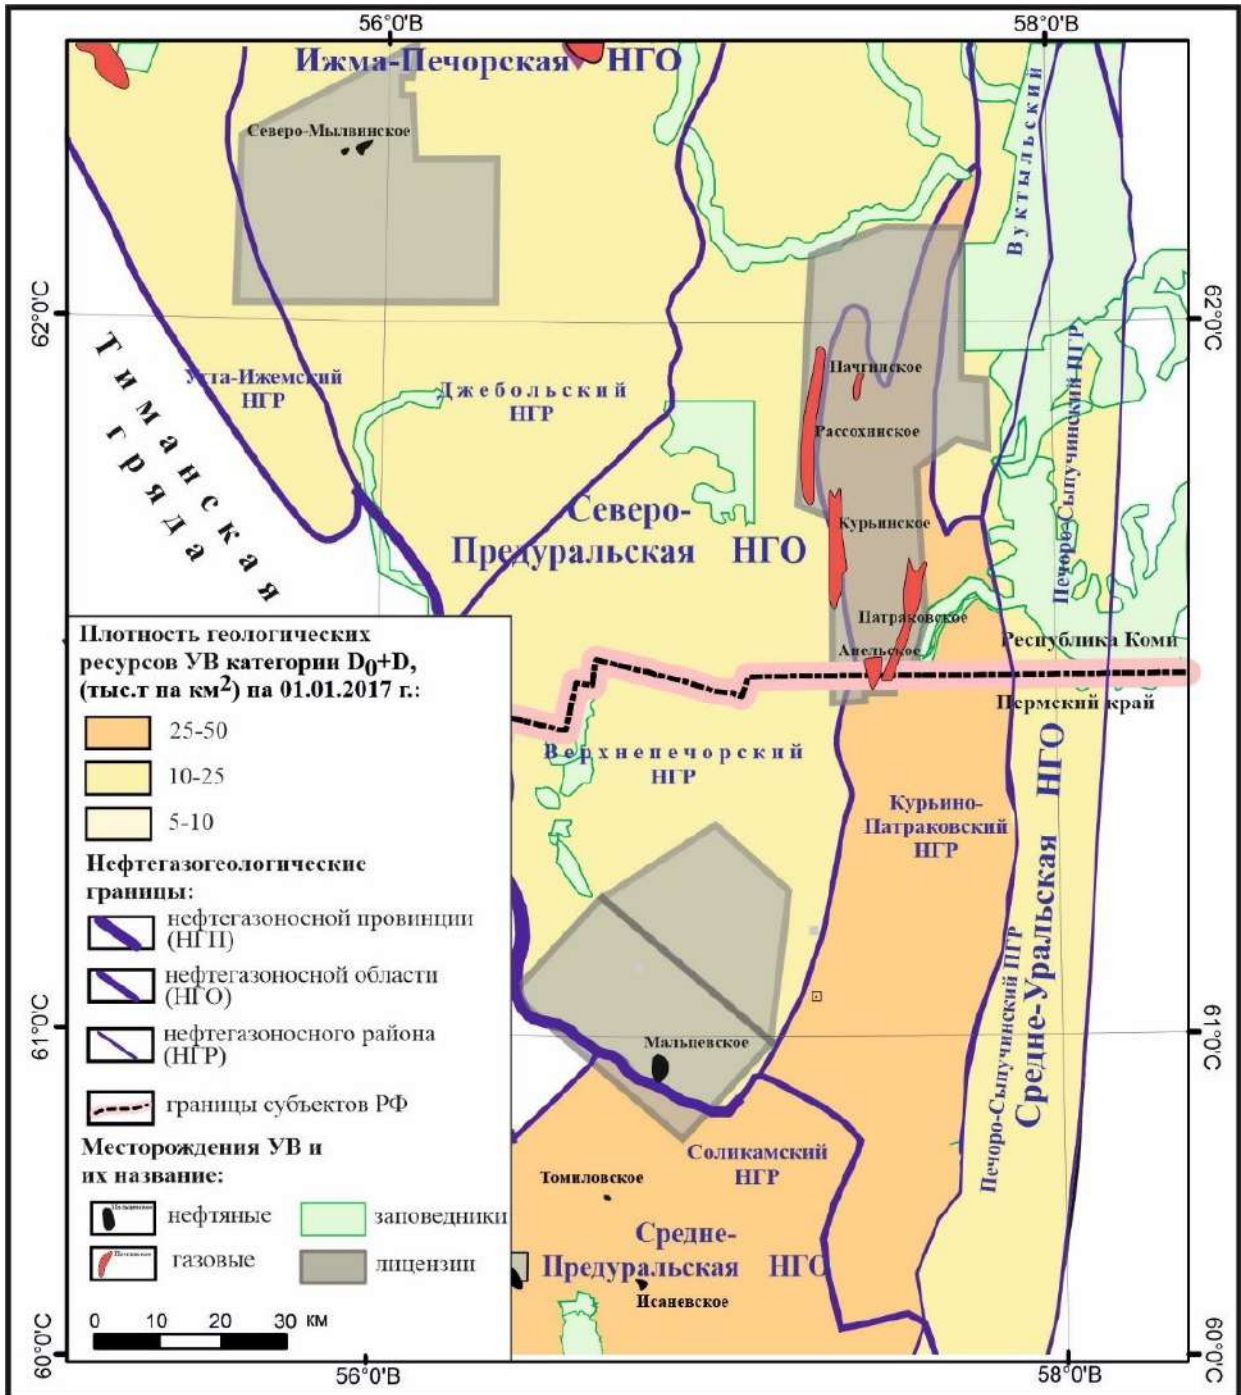 56°0'В
58°0'В
Ижма-Печорская НГО
Северо-Мылвинское
Вуктыльский
62°0'С
62°0'С
Тиманская
гряда
Ухта-Ижемский
НГР
Джебольский
НГР
Пачгинское
Рассохинское
Печоро-Сыпучинский ПГР
Северо-
Предуральская НГО
Курьинское
Патраковское
Анельское
Республика Коми
Пермский край
Плотность геологических
ресурсов УВ категории D0+D,
(тыс.т на км2) на 01.01.2017 г.:
25-50
10-25
5-10
Верхнепечорский
НГР
Курьино-
Патраковский
НГР
Средне-Уральская НГО
Печоро-Сыпучинский ПГР
Нефтегазогеологические
границы:
нефтегазоносной провинции
(НГП)
нефтегазоносной области
(НГО)
нефтегазоносного района
(НГР)
границы субъектов РФ
61°0'С
61°0'С
Мальцевское
Соликамский
НГР
Томиловское
Средне-
Предуральская НГО
Исаневское
Месторождения УВ и
их название:
нефтяные
заповедники
газовые
лицензии
0 10 20 30 км
60°0'С
60°0'С
56°0'В
58°0'В